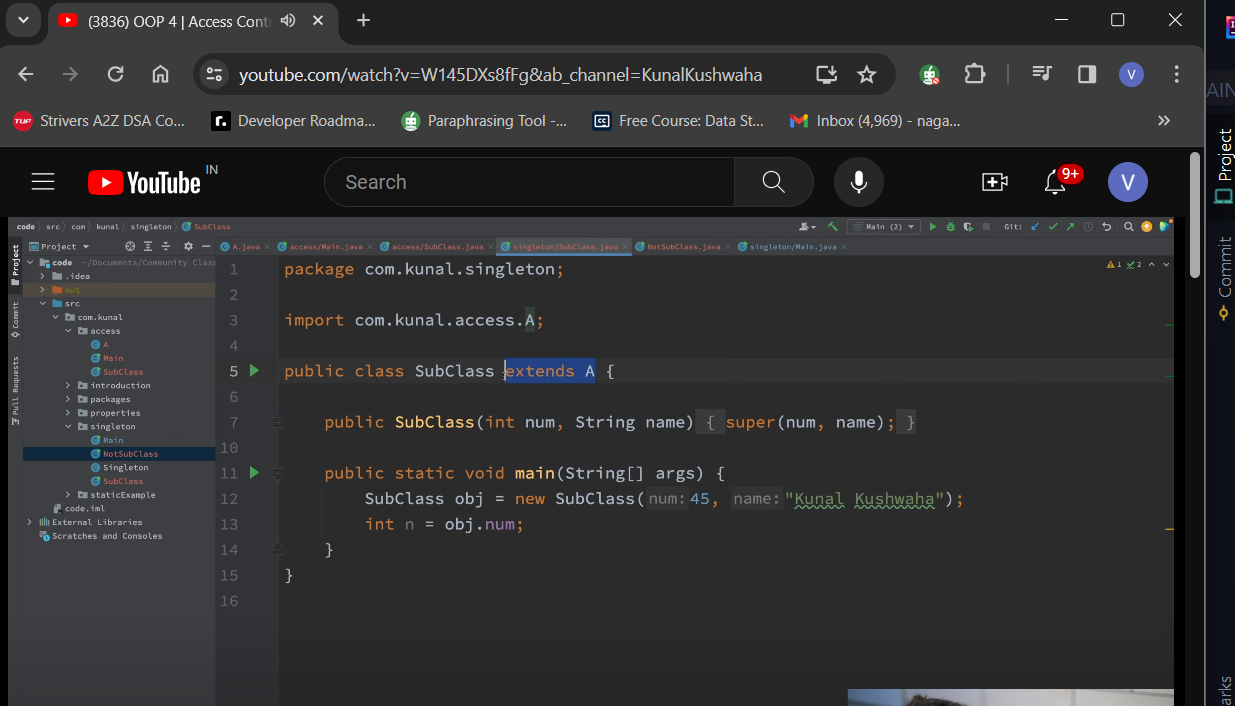 (3836) OOP 4 | Access Contr
youtube.com/watch?v=W145DXs8fFg&ab_channel=KunalKushwaha
V
TUF Strivers A2Z DSA Co...
r. Developer Roadma...
Paraphrasing Tool -...
CC Free Course: Data St...
Inbox (4,969) - naga...
»
YouTube IN
Search
9+
V
code src com kunal singleton SubClass
Main (2)
Git:
Project
A.java
access/Main.java
access/SubClass.java
singleton/SubClass.java
NotSubClass.java
singleton/Main.java
Project
Commit
Pull Requests
code ~/Documents/Community Class
.idea
out
src
com.kunal
access
A
Main
SubClass
introduction
packages
properties
singleton
Main
NotSubClass
Singleton
SubClass
staticExample
code.iml
External Libraries
Scratches and Consoles
1 package com.kunal.singleton;
2
3 import com.kunal.access.A;
4
5 public class SubClass extends A {
6
7 public SubClass(int num, String name) { super(num, name); }
10
11 public static void main(String[] args) {
12 SubClass obj = new SubClass( num: 45, name: "Kunal Kushwaha");
13 int n = obj.num;
14 }
15 }
16
1 2
AIN
Project
Commit
arks